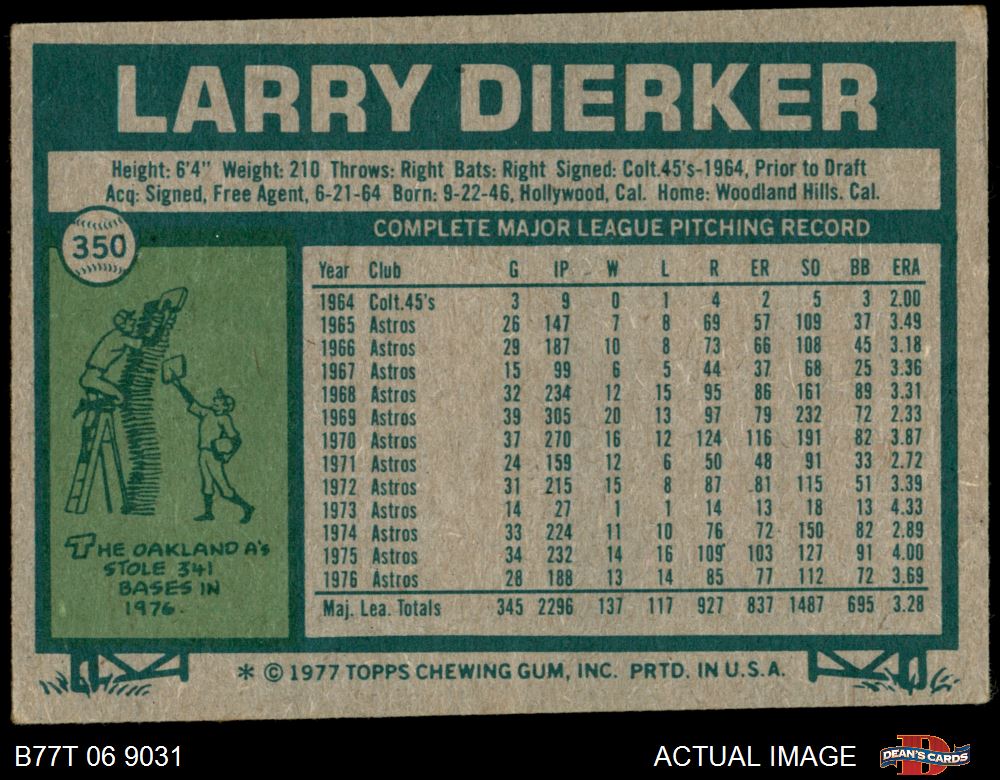 LARRY DIERKER
Height: 6'4" Weight: 210 Throws: Right Bats: Right Signed: Colt.45's-1964, Prior to Draft
Acq: Signed, Free Agent, 6-21-64 Born: 9-22-46, Hollywood, Cal. Home: Woodland Hills. Cal.
350
COMPLETE MAJOR LEAGUE PITCHING RECORD
Year Club G IP W L R ER SO BB ERA
1964 Colt.45's 3 9 0 1 4 2 5 3 2.00
1965 Astros 26 147 7 8 69 57 109 37 3.49
1966 Astros 29 187 10 8 73 66 108 45 3.18
1967 Astros 15 99 6 5 44 37 68 25 3.36
1968 Astros 32 234 12 15 95 86 161 89 3.31
1969 Astros 39 305 20 13 97 79 232 72 2.33
1970 Astros 37 270 16 12 124 116 191 82 3.87
1971 Astros 24 159 12 6 50 48 91 33 2.72
1972 Astros 31 215 15 8 87 81 115 51 3.39
1973 Astros 14 27 1 1 14 13 18 13 4.33
1974 Astros 33 224 11 10 76 72 150 82 2.89
1975 Astros 34 232 14 16 109 103 127 91 4.00
1976 Astros 28 188 13 14 85 77 112 72 3.69
Maj. Lea. Totals 345 2296 137 117 927 837 1487 695 3.28
THE OAKLAND A's
STOLE 341
BASES IN
1976.
* © 1977 TOPPS CHEWING GUM, INC. PRTD. IN U.S.A.
B77T 06 9031
ACTUAL IMAGE
D
DEAN'S CARDS